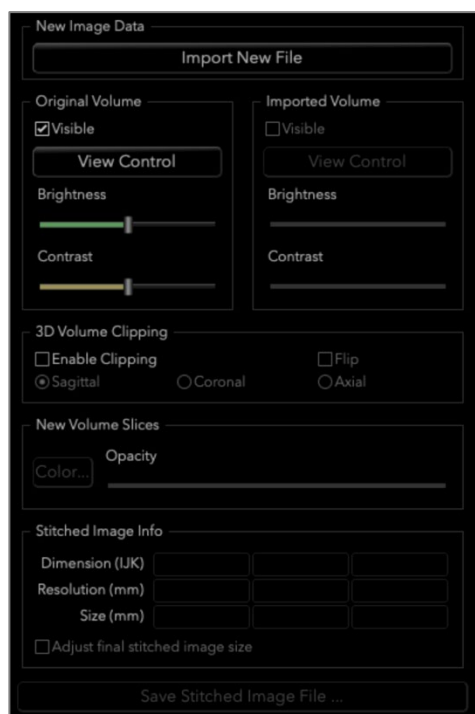 New Image Data
Import New File
Original Volume
Visible
View Control
Brightness
Contrast
Imported Volume
Visible
View Control
Brightness
Contrast
3D Volume Clipping
Enable Clipping
Flip
Sagittal
Coronal
Axial
New Volume Slices
Color...
Opacity
Stitched Image Info
Dimension (IJK)
Resolution (mm)
Size (mm)
Adjust final stitched image size
Save Stitched Image File ...